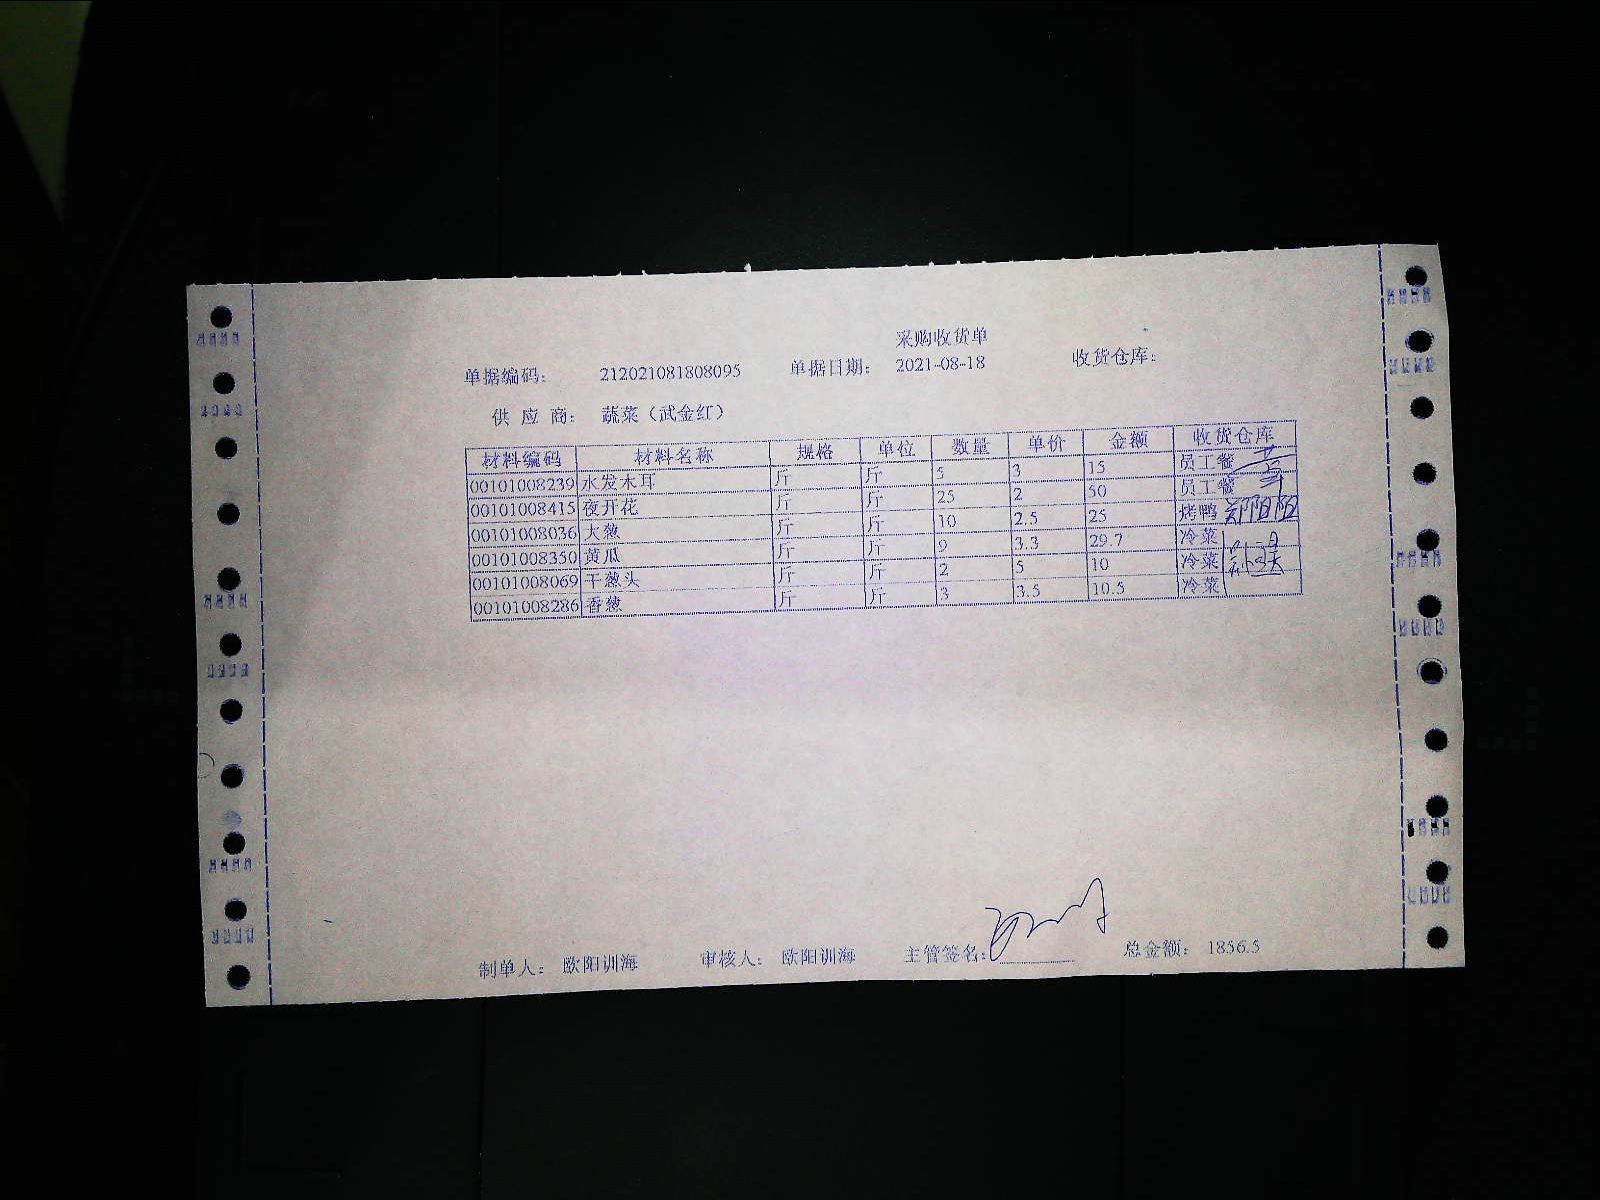 采购收货单
单据编码： 212021081808095 单据日期： 2021-08-18 收货仓库：
供 应 商： 蔬菜（武金红）
材料编码 材料名称 规格 单位 数量 单价 金额 收货仓库
00101008239 水发木耳 斤 斤 5 3 15 员工餐
00101008415 夜开花 斤 斤 25 2 50 员工餐
00101008036 大葱 斤 斤 10 2.5 25 烤鸭
00101008350 黄瓜 斤 斤 9 3.3 29.7 冷菜
00101008069 干葱头 斤 斤 2 5 10 冷菜
00101008286 香葱 斤 斤 3 3.5 10.5 冷菜
制单人： 欧阳训海 审核人： 欧阳训海 主管签名： 总金额： 1856.5